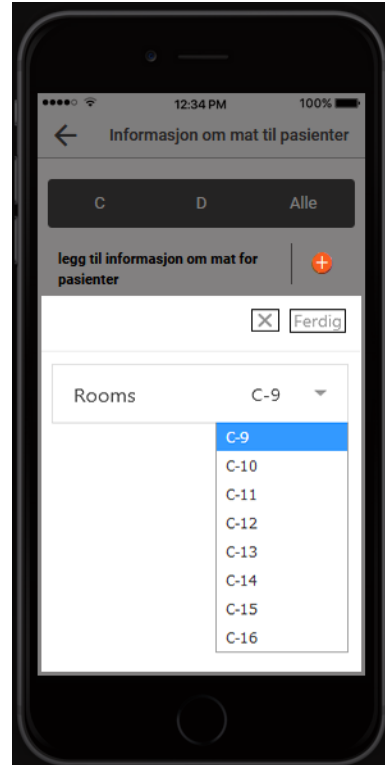 12:34 PM
100%
Informasjon om mat til pasienter
C D Alle
legg til informasjon om mat for
pasienter
Ferdig
Rooms C-9
C-9
C-10
C-11
C-12
C-13
C-14
C-15
C-16